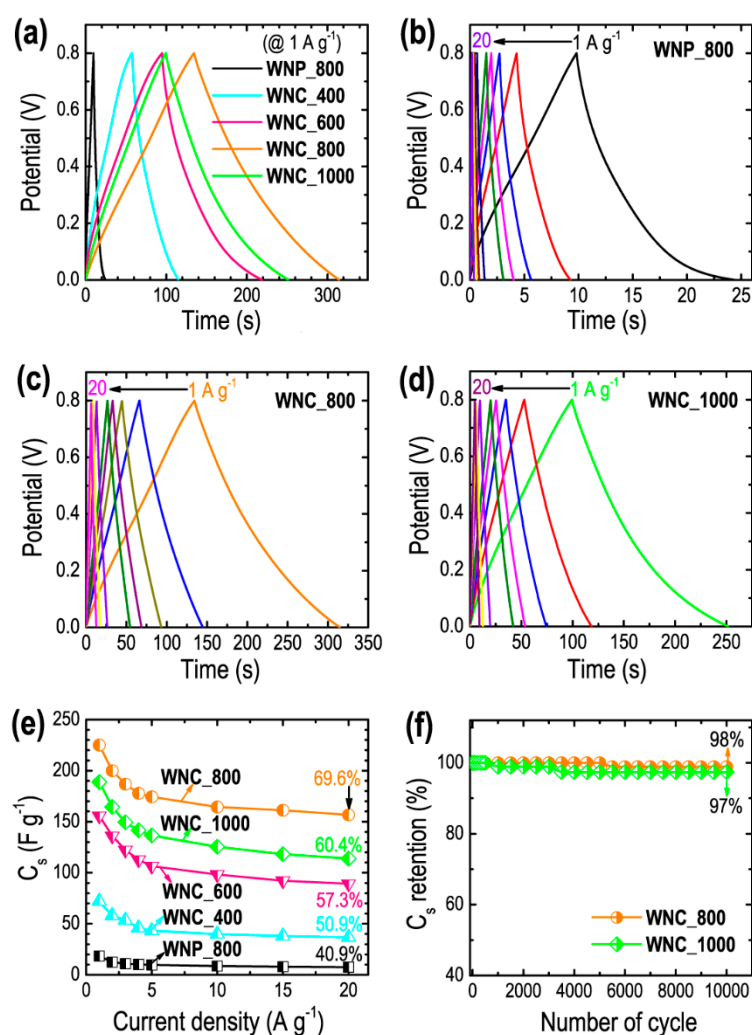 (a)
(@ 1 A g⁻¹)
WNP_800
WNC_400
WNC_600
WNC_800
WNC_1000
0.8
0.6
0.4
0.2
0.0
Potential (V)
0 100 200 300
Time (s)
(b)
20 1 A g⁻¹
WNP_800
0.8
0.6
0.4
0.2
0.0
Potential (V)
0 5 10 15 20 25
Time (s)
(c)
20 1 A g⁻¹
WNC_800
0.8
0.6
0.4
0.2
0.0
Potential (V)
0 50 100 150 200 250 300 350
Time (s)
(d)
20 1 A g⁻¹
WNC_1000
0.8
0.6
0.4
0.2
0.0
Potential (V)
0 50 100 150 200 250
Time (s)
(e)
250
200
150
100
50
0
Cₛ (F g⁻¹)
WNC_800
69.6%
WNC_1000
60.4%
WNC_600
57.3%
WNC_400
50.9%
WNP_800
40.9%
0 5 10 15 20
Current density (A g⁻¹)
(f)
98%
97%
120
100
80
60
40
Cₛ retention (%)
WNC_800
WNC_1000
0 2000 4000 6000 8000 10000
Number of cycle